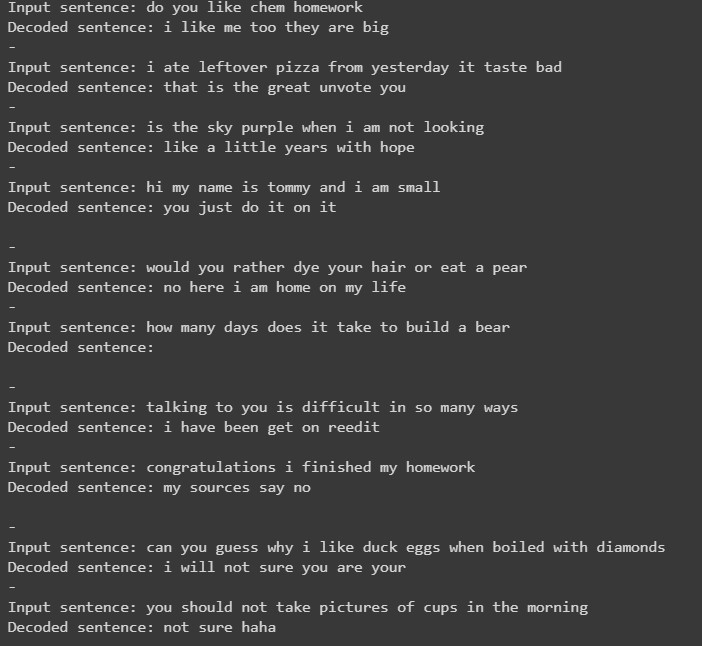 Input sentence: do you like chem homework
Decoded sentence: i like me too they are big
-
Input sentence: i ate leftover pizza from yesterday it taste bad
Decoded sentence: that is the great unvote you
-
Input sentence: is the sky purple when i am not looking
Decoded sentence: like a little years with hope
-
Input sentence: hi my name is tommy and i am small
Decoded sentence: you just do it on it
-
Input sentence: would you rather dye your hair or eat a pear
Decoded sentence: no here i am home on my life
-
Input sentence: how many days does it take to build a bear
Decoded sentence:
-
Input sentence: talking to you is difficult in so many ways
Decoded sentence: i have been get on reedit
-
Input sentence: congratulations i finished my homework
Decoded sentence: my sources say no
-
Input sentence: can you guess why i like duck eggs when boiled with diamonds
Decoded sentence: i will not sure you are your
-
Input sentence: you should not take pictures of cups in the morning
Decoded sentence: not sure haha